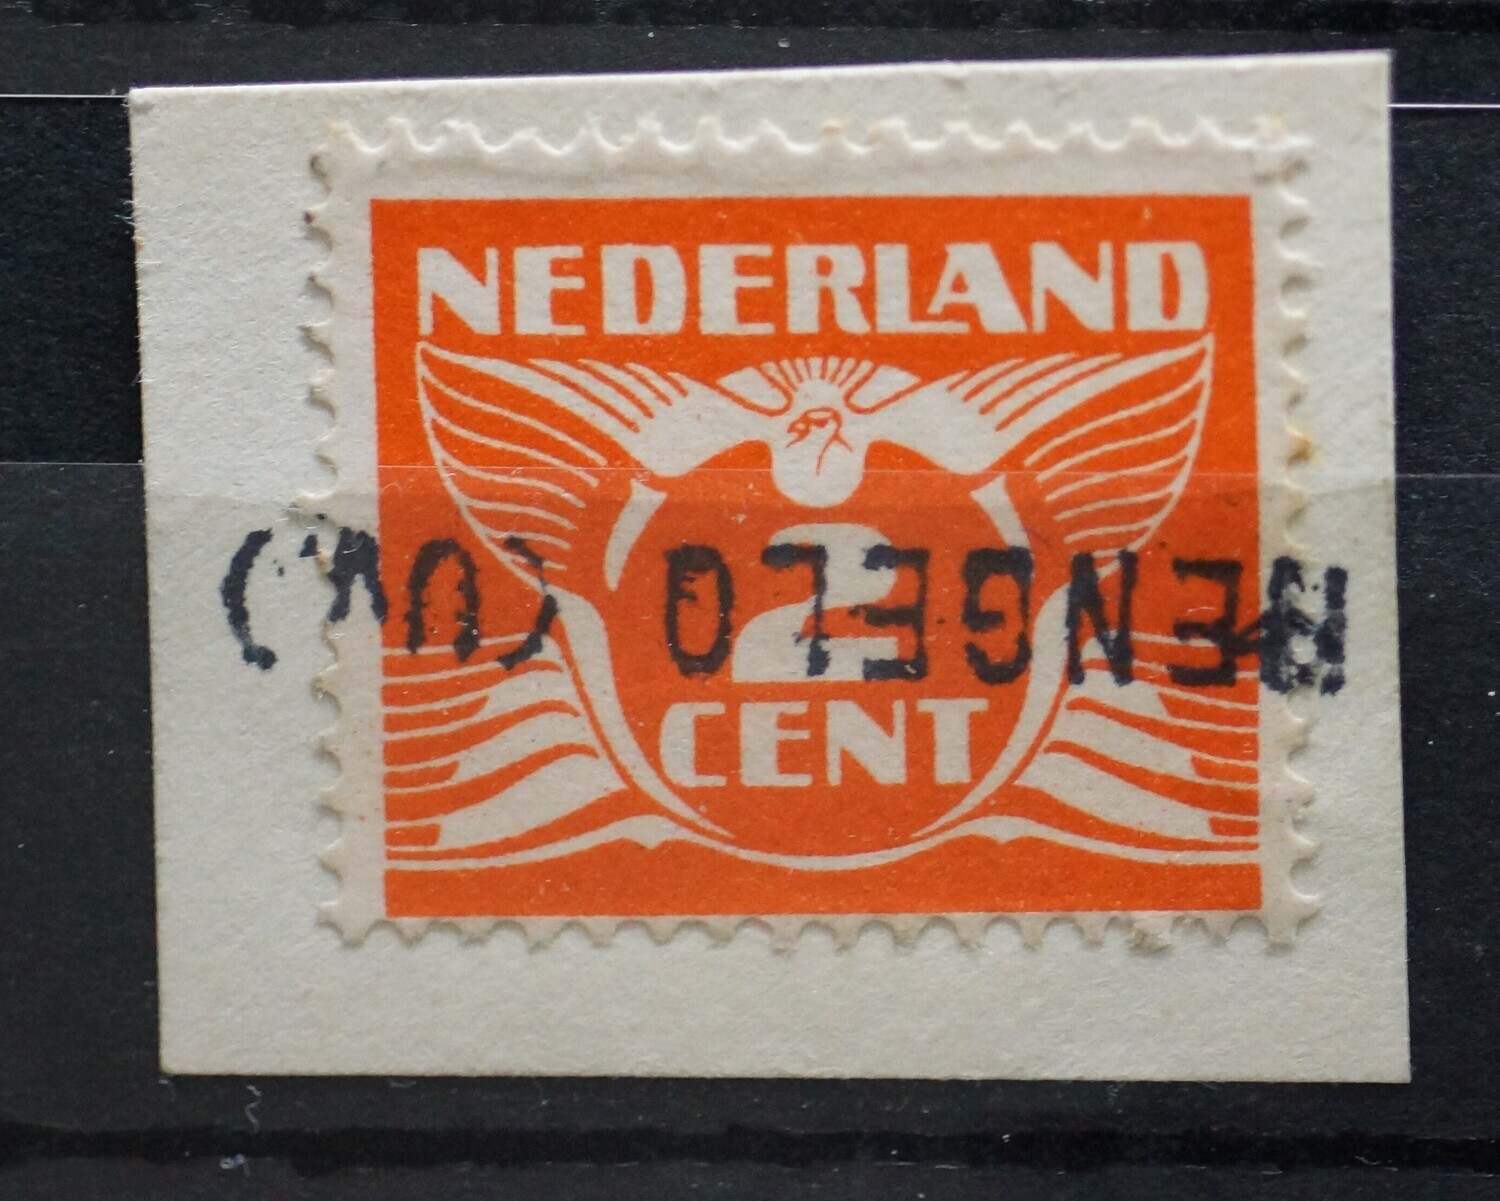 NEDERLAND
2
CENT
HENGELO (Ov.)